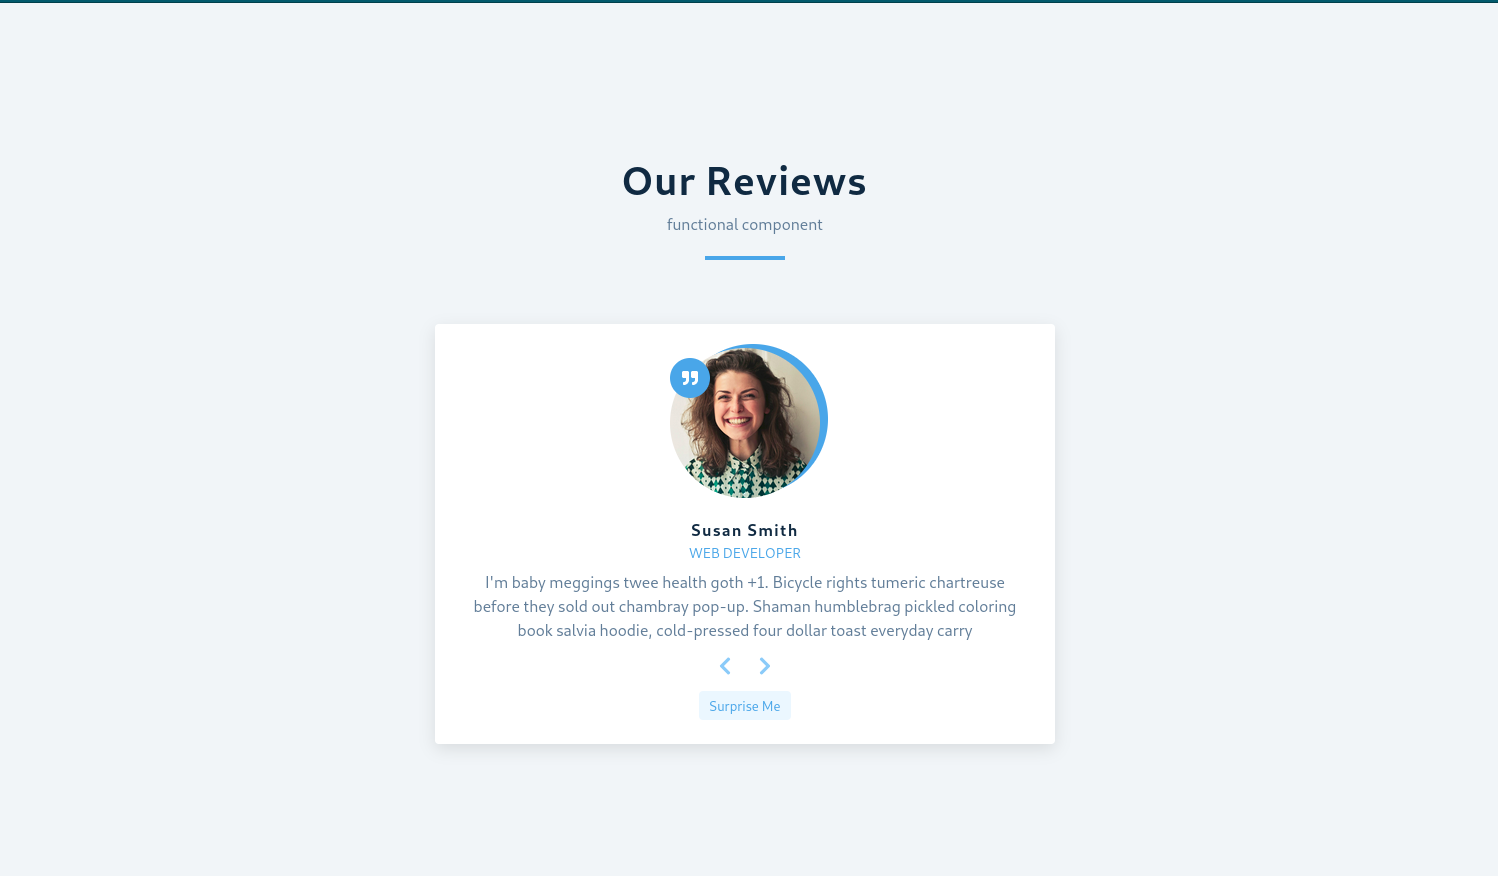 Our Reviews
functional component
Susan Smith
WEB DEVELOPER
I'm baby meggings twee health goth +1. Bicycle rights tumeric chartreuse
before they sold out chambray pop-up. Shaman humblebrag pickled coloring
book salvia hoodie, cold-pressed four dollar toast everyday carry
Surprise Me